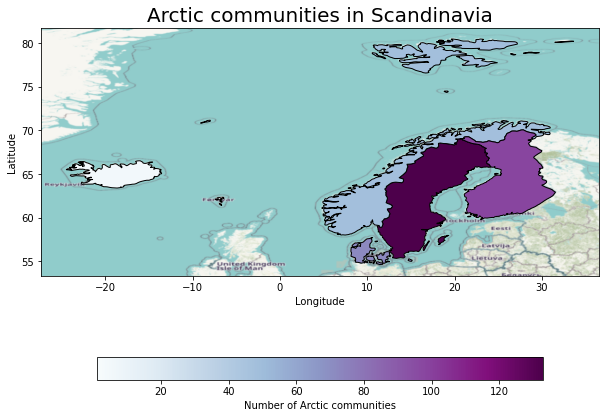 Arctic communities in Scandinavia
80
75
70
65
60
55
Latitude
Reykjaví
United Kingdom
Isle of Man
Eesti
Latvija
Lietuva
−20
−10
0
10
20
30
Longitude
20
40
60
80
100
120
Number of Arctic communities